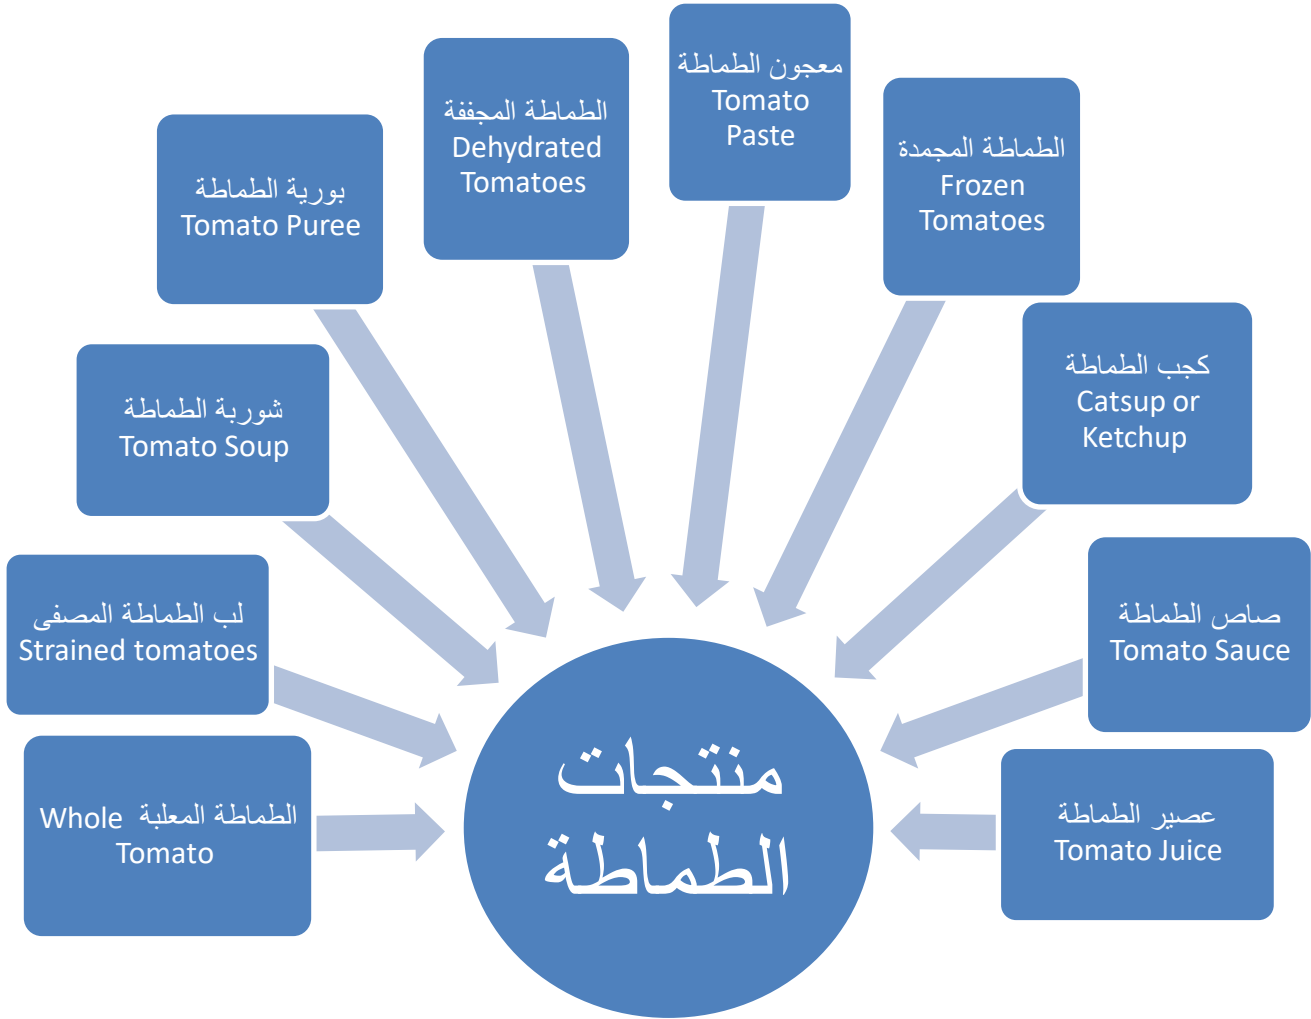 معجون الطماطة
Tomato
Paste
الطماطة المجففة
Dehydrated
Tomatoes
الطماطة المجمدة
Frozen
Tomatoes
بورية الطماطة
Tomato Puree
كجب الطماطة
Catsup or
Ketchup
شوربة الطماطة
Tomato Soup
لب الطماطة المصفى
Strained tomatoes
صاص الطماطة
Tomato Sauce
الطماطة المعلبة Whole
Tomato
عصير الطماطة
Tomato Juice
منتجات
الطماطة